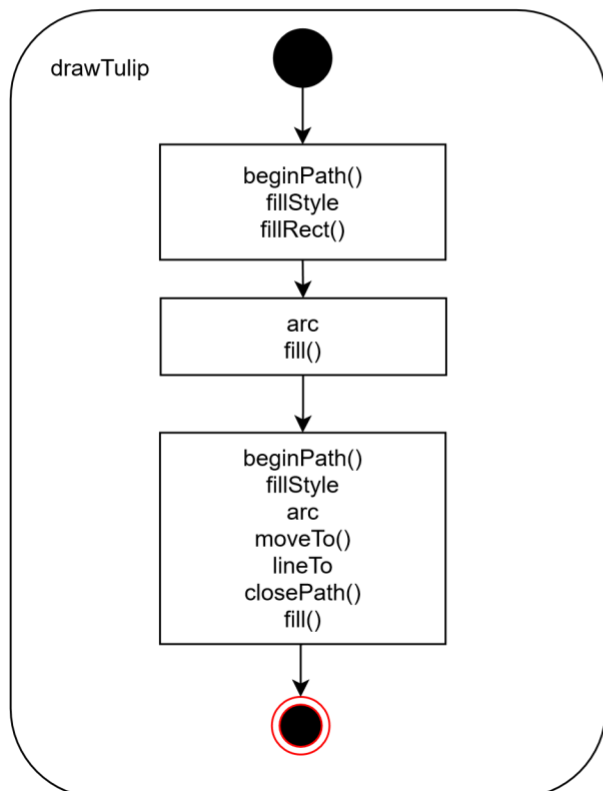 drawTulip
beginPath()
fillStyle
fillRect()
arc
fill()
beginPath()
fillStyle
arc
moveTo()
lineTo
closePath()
fill()